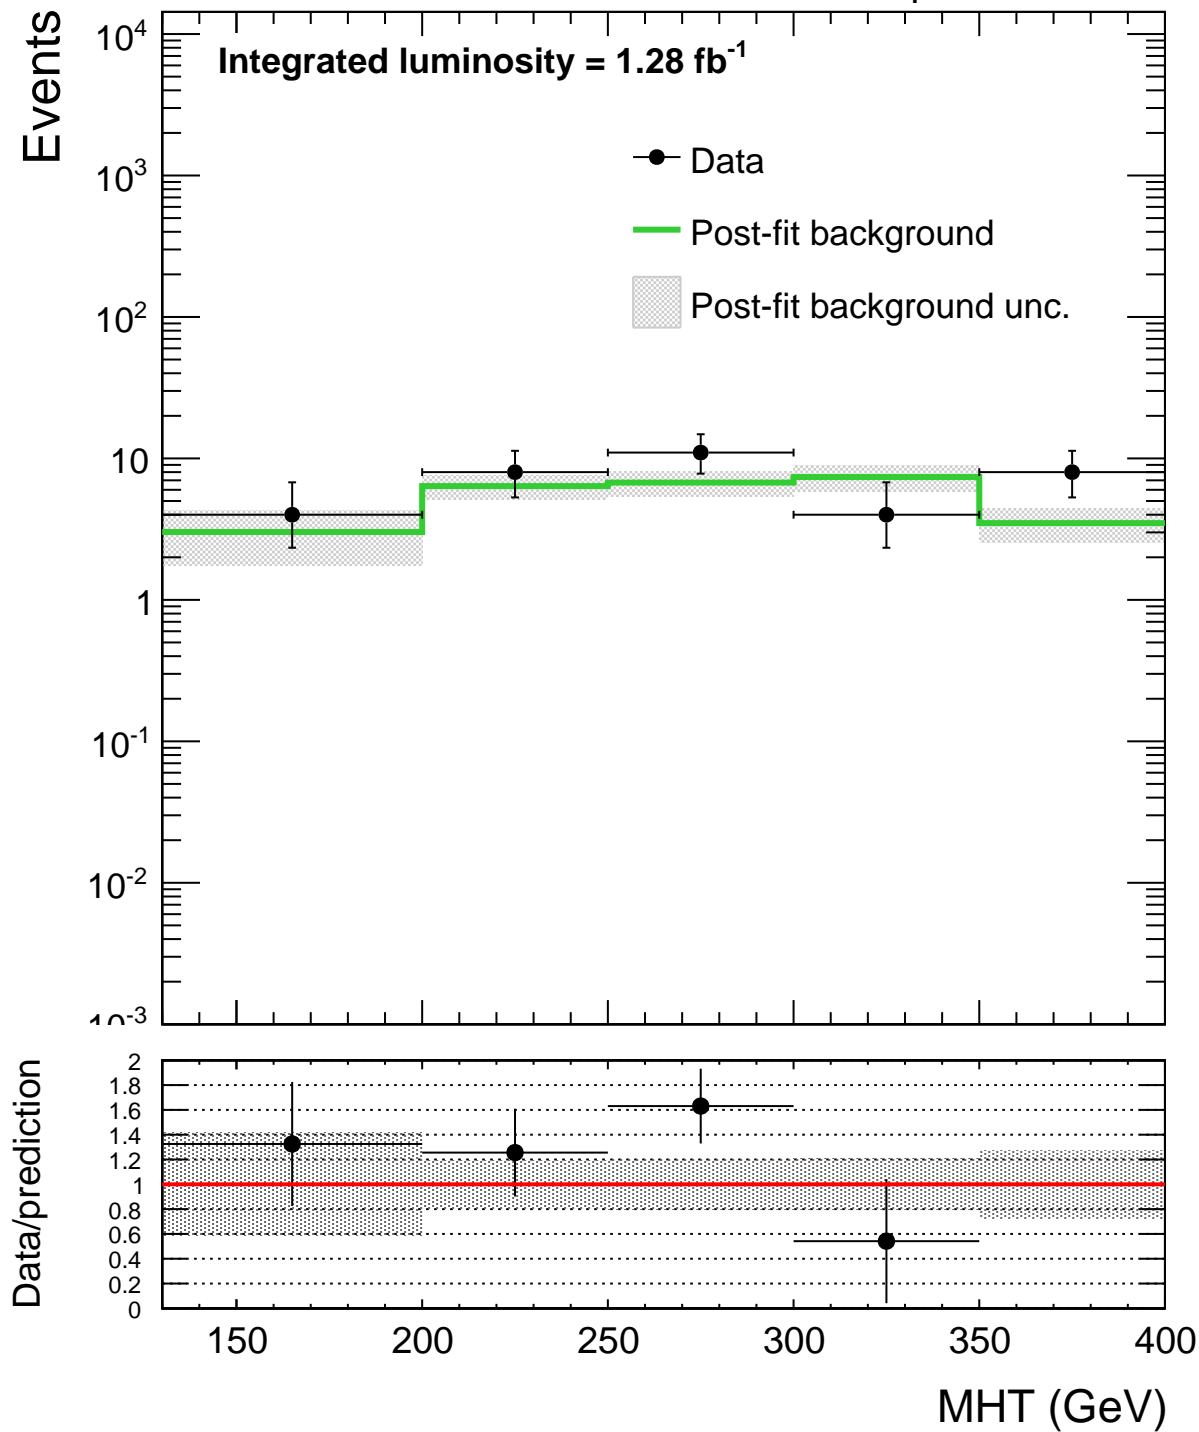 Events
10^4
10^3
10^2
10
1
10^-1
10^-2
10^-3
Integrated luminosity = 1.28 fb^-1
Data
Post-fit background
Post-fit background unc.
Data/prediction
2
1.8
1.6
1.4
1.2
1
0.8
0.6
0.4
0.2
0
150 200 250 300 350 400
MHT (GeV)